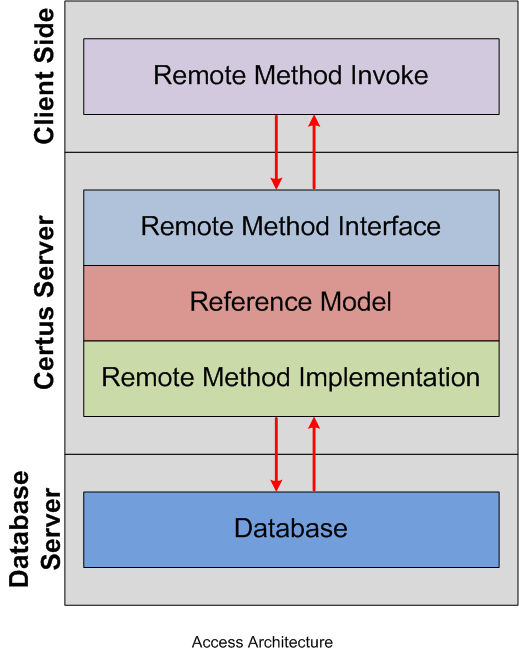 Client Side
Remote Method Invoke
Certus Server
Remote Method Interface
Reference Model
Remote Method Implementation
Database
Server
Database
Access Architecture